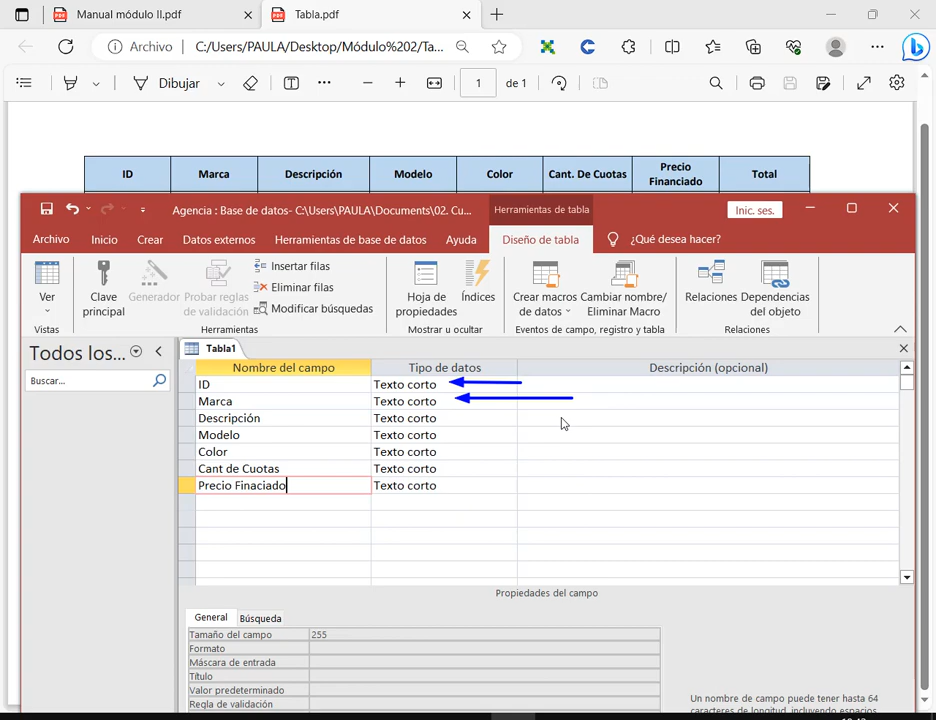 Manual módulo II.pdf
Tabla.pdf
Archivo
C:/Users/PAULA/Desktop/Módulo%202/Ta...
Dibujar
1
de 1
ID
Marca
Descripción
Modelo
Color
Cant. De Cuotas
Precio
Financiado
Total
Agencia : Base de datos- C:\Users\PAULA\Documents\02. Cu...
Herramientas de tabla
Inic. ses.
Archivo
Inicio
Crear
Datos externos
Herramientas de base de datos
Ayuda
Diseño de tabla
¿Qué desea hacer?
Ver
Clave
principal
Generador
Probar reglas
de validación
Insertar filas
Eliminar filas
Modificar búsquedas
Hoja de
propiedades
Índices
Crear macros
de datos
Cambiar nombre/
Eliminar Macro
Relaciones
Dependencias
del objeto
Vistas
Herramientas
Mostrar u ocultar
Eventos de campo, registro y tabla
Relaciones
Todos los...
Buscar...
Tabla1
Nombre del campo
Tipo de datos
Descripción (opcional)
ID
Texto corto
Marca
Texto corto
Descripción
Texto corto
Modelo
Texto corto
Color
Texto corto
Cant de Cuotas
Texto corto
Precio Finaciado
Texto corto
Propiedades del campo
General
Búsqueda
Tamaño del campo
255
Formato
Máscara de entrada
Título
Valor predeterminado
Regla de validación
Un nombre de campo puede tener hasta 64
caracteres de longitud, incluyendo espacios.